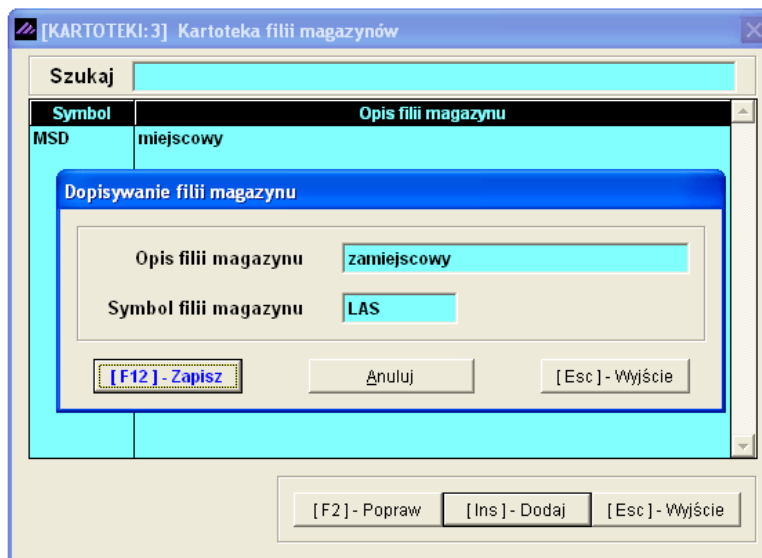 [KARTOTEKI:3] Kartoteka filii magazynów
Szukaj
Symbol Opis filii magazynu
MSD miejscowy
Dopisywanie filii magazynu
Opis filii magazynu zamiejscowy
Symbol filii magazynu LAS
[F12] - Zapisz Anuluj [Esc] - Wyjście
[F2] - Popraw [Ins] - Dodaj [Esc] - Wyjście